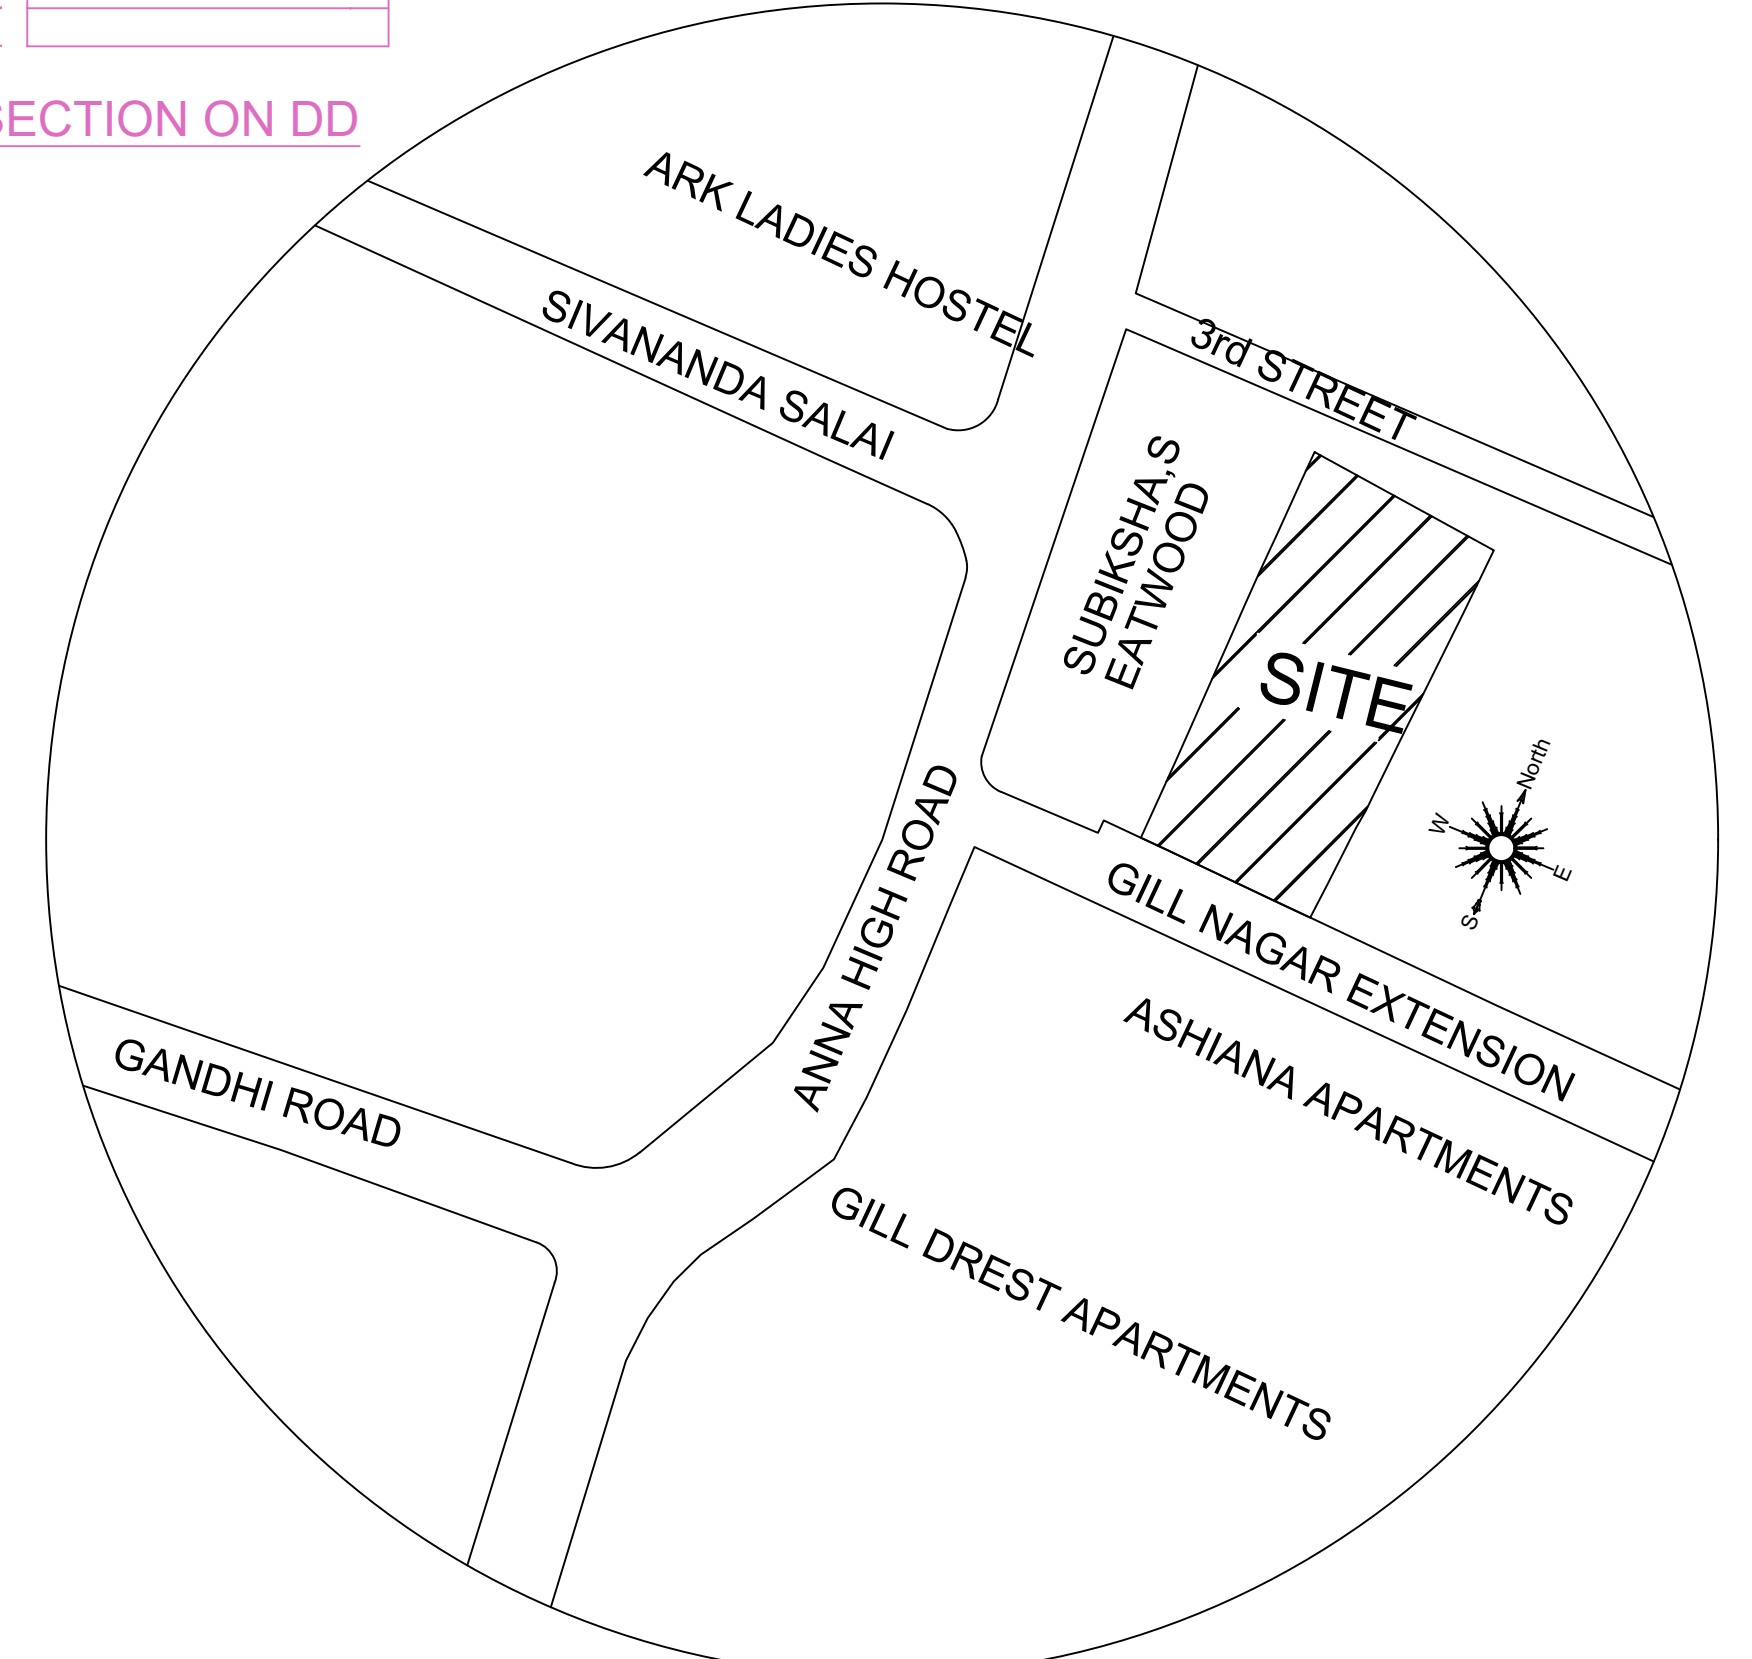 SECTION ON DD
ARK LADIES HOSTEL
SIVANANDA SALAI
3rd STREET
SUBIKSHA,S
EATWOOD
SITE
North
W
E
S
ANNA HIGH ROAD
GILL NAGAR EXTENSION
ASHIANA APARTMENTS
GANDHI ROAD
GILL DREST APARTMENTS